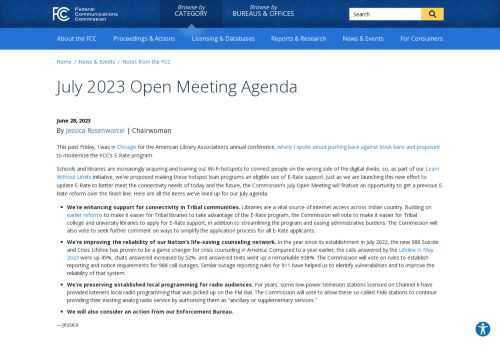 FCC
Federal
Communications
Commission
Browse by
CATEGORY
Browse by
BUREAUS & OFFICES
Search
About the FCC
Proceedings & Actions
Licensing & Databases
Reports & Research
News & Events
For Consumers
Home / News & Events / Notes from the FCC
July 2023 Open Meeting Agenda
June 28, 2023
By Jessica Rosenworcel | Chairwoman
This past Friday, I was in Chicago for the American Library Association's annual conference, where I spoke about pushing back against book bans and proposed
to modernize the FCC's E-Rate program.
Schools and libraries are increasingly acquiring and loaning out Wi-Fi hotspots to connect people on the wrong side of the digital divide, so, as part of our Learn
Without Limits initiative, we've proposed making these hotspot loan programs an eligible use of E-Rate support. Just as we are launching this new effort to
update E-Rate to better meet the connectivity needs of today and the future, the Commission's July Open Meeting will feature an opportunity to get a previous E-
Rate reform over the finish line. Here are all the items we've lined up for our July agenda.
• We're enhancing support for connectivity in Tribal communities. Libraries are a vital source of internet access across Indian country. Building on
earlier reforms to make it easier for Tribal libraries to take advantage of the E-Rate program, the Commission will vote to make it easier for Tribal
college and university libraries to apply for E-Rate support, in addition to streamlining the program and easing administrative burdens. The Commission will
also vote to seek further comment on ways to simplify the application process for all E-Rate applicants.
• We're improving the reliability of our Nation's life-saving counseling network. In the year since its establishment in July 2022, the new 988 Suicide
and Crisis Lifeline has proven to be a game changer for crisis counseling in America. Compared to a year earlier, the calls answered by the Lifeline in May
2023 were up 45%, chats answered increased by 52%, and answered texts went up a remarkable 938%. The Commission will vote on rules to establish
reporting and notice requirements for 988 call outages. Similar outage reporting rules for 911 have helped us to identify vulnerabilities and to improve the
reliability of that system.
• We're preserving established local programming for radio audiences. For years, some low-power television stations licensed on Channel 6 have
provided listeners local radio programming that was picked up on the FM dial. The Commission will vote to allow these so-called FM6 stations to continue
providing their existing analog radio service by authorizing them as "ancillary or supplementary services."
• We will also consider an action from our Enforcement Bureau.
—Jessica